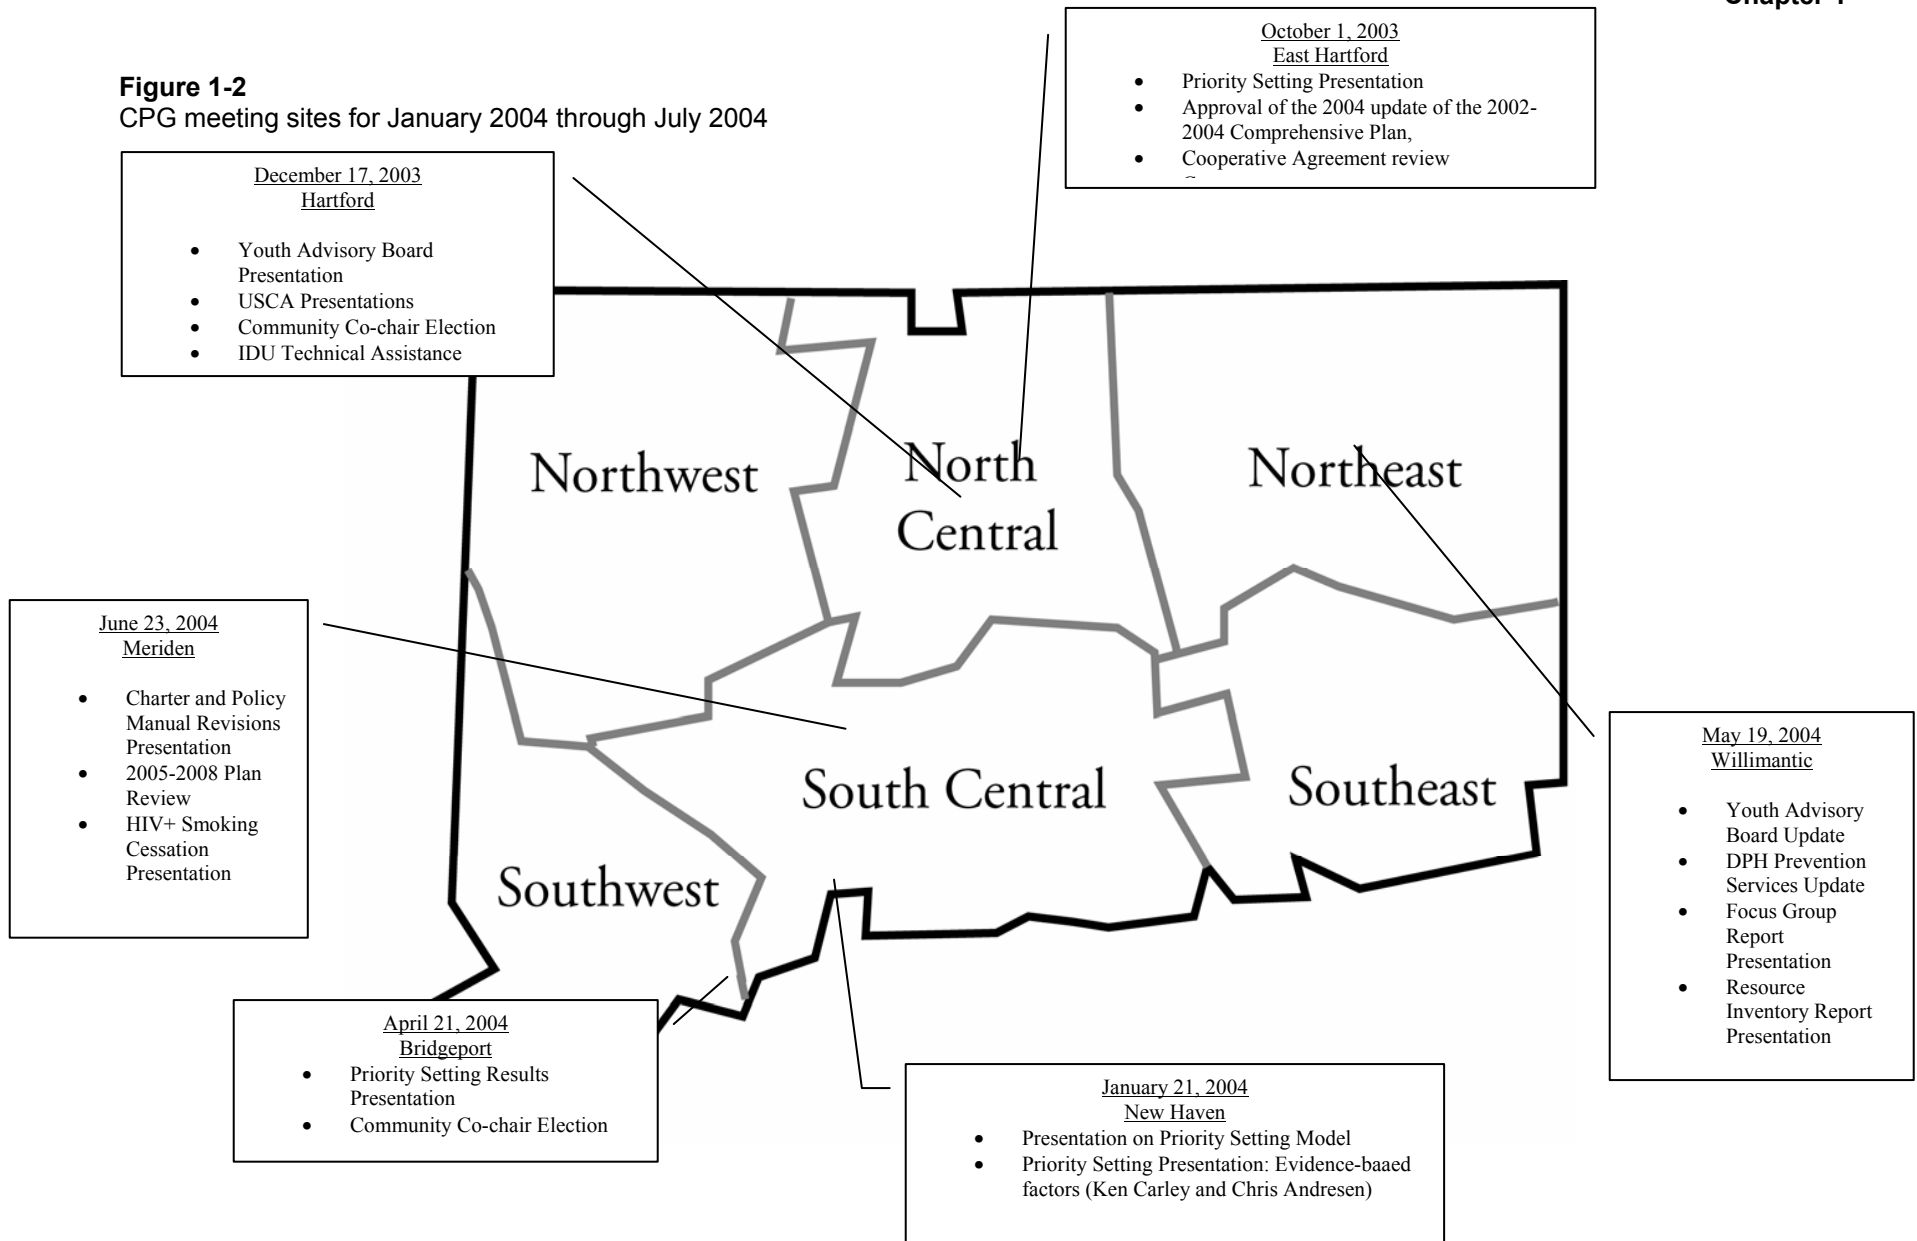 Figure 1-2
CPG meeting sites for January 2004 through July 2004
October 1, 2003
East Hartford
• Priority Setting Presentation
• Approval of the 2004 update of the 2002-
2004 Comprehensive Plan,
• Cooperative Agreement review
December 17, 2003
Hartford
• Youth Advisory Board
Presentation
• USCA Presentations
• Community Co-chair Election
• IDU Technical Assistance
Northwest
North
Central
Northeast
June 23, 2004
Meriden
• Charter and Policy
Manual Revisions
Presentation
• 2005-2008 Plan
Review
• HIV+ Smoking
Cessation
Presentation
South Central
Southeast
Southwest
May 19, 2004
Willimantic
• Youth Advisory
Board Update
• DPH Prevention
Services Update
• Focus Group
Report
Presentation
• Resource
Inventory Report
Presentation
April 21, 2004
Bridgeport
• Priority Setting Results
Presentation
• Community Co-chair Election
January 21, 2004
New Haven
• Presentation on Priority Setting Model
• Priority Setting Presentation: Evidence-baaed
factors (Ken Carley and Chris Andresen)